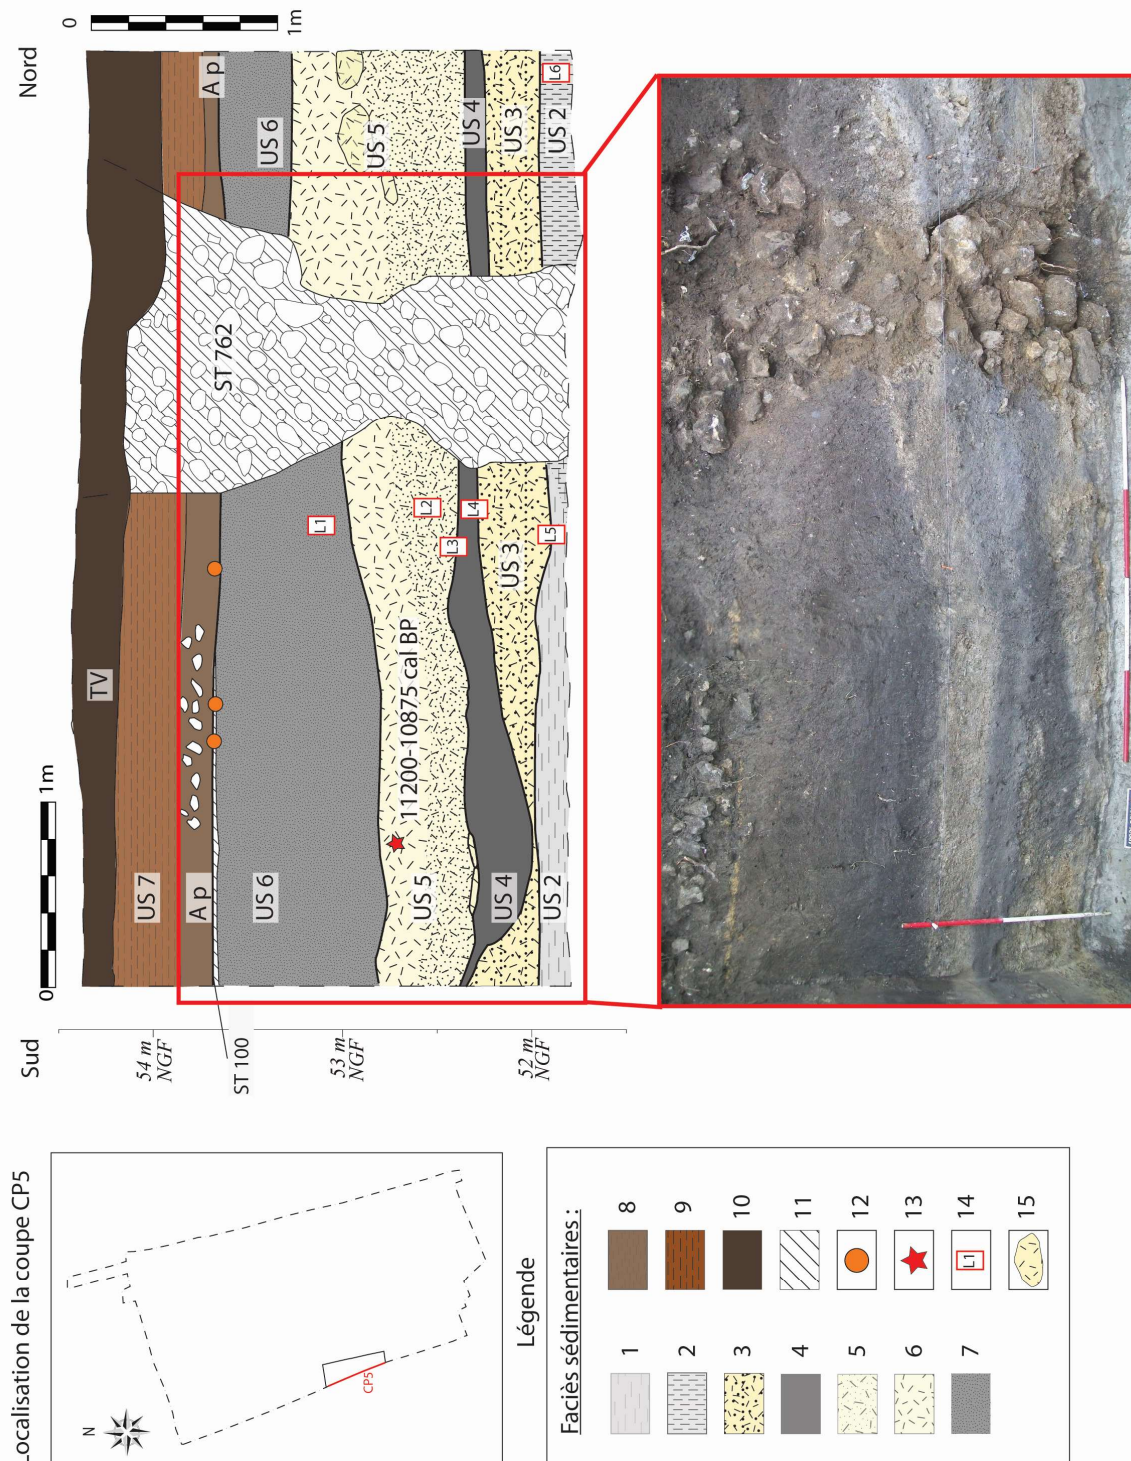 Localisation de la coupe CP5
N
CP5
Légende
Faciès sédimentaires :
1
2
3
4
5
6
7
8
9
10
11
12
13
L1
14
15
Sud
Nord
0
1m
0
1m
54 m
NGF
53 m
NGF
52 m
NGF
ST 100
TV
US 7
A p
A p
US 6
US 6
ST 762
L1
US 5
11200-10875 cal BP
US 5
L2
L3
L4
US 4
US 4
US 3
US 3
L5
L6
US 2
US 2